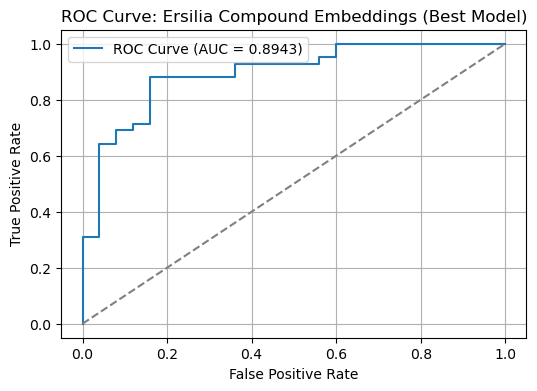 ROC Curve: Ersilia Compound Embeddings (Best Model)
ROC Curve (AUC = 0.8943)
True Positive Rate
1.0
0.8
0.6
0.4
0.2
0.0
0.0 0.2 0.4 0.6 0.8 1.0
False Positive Rate